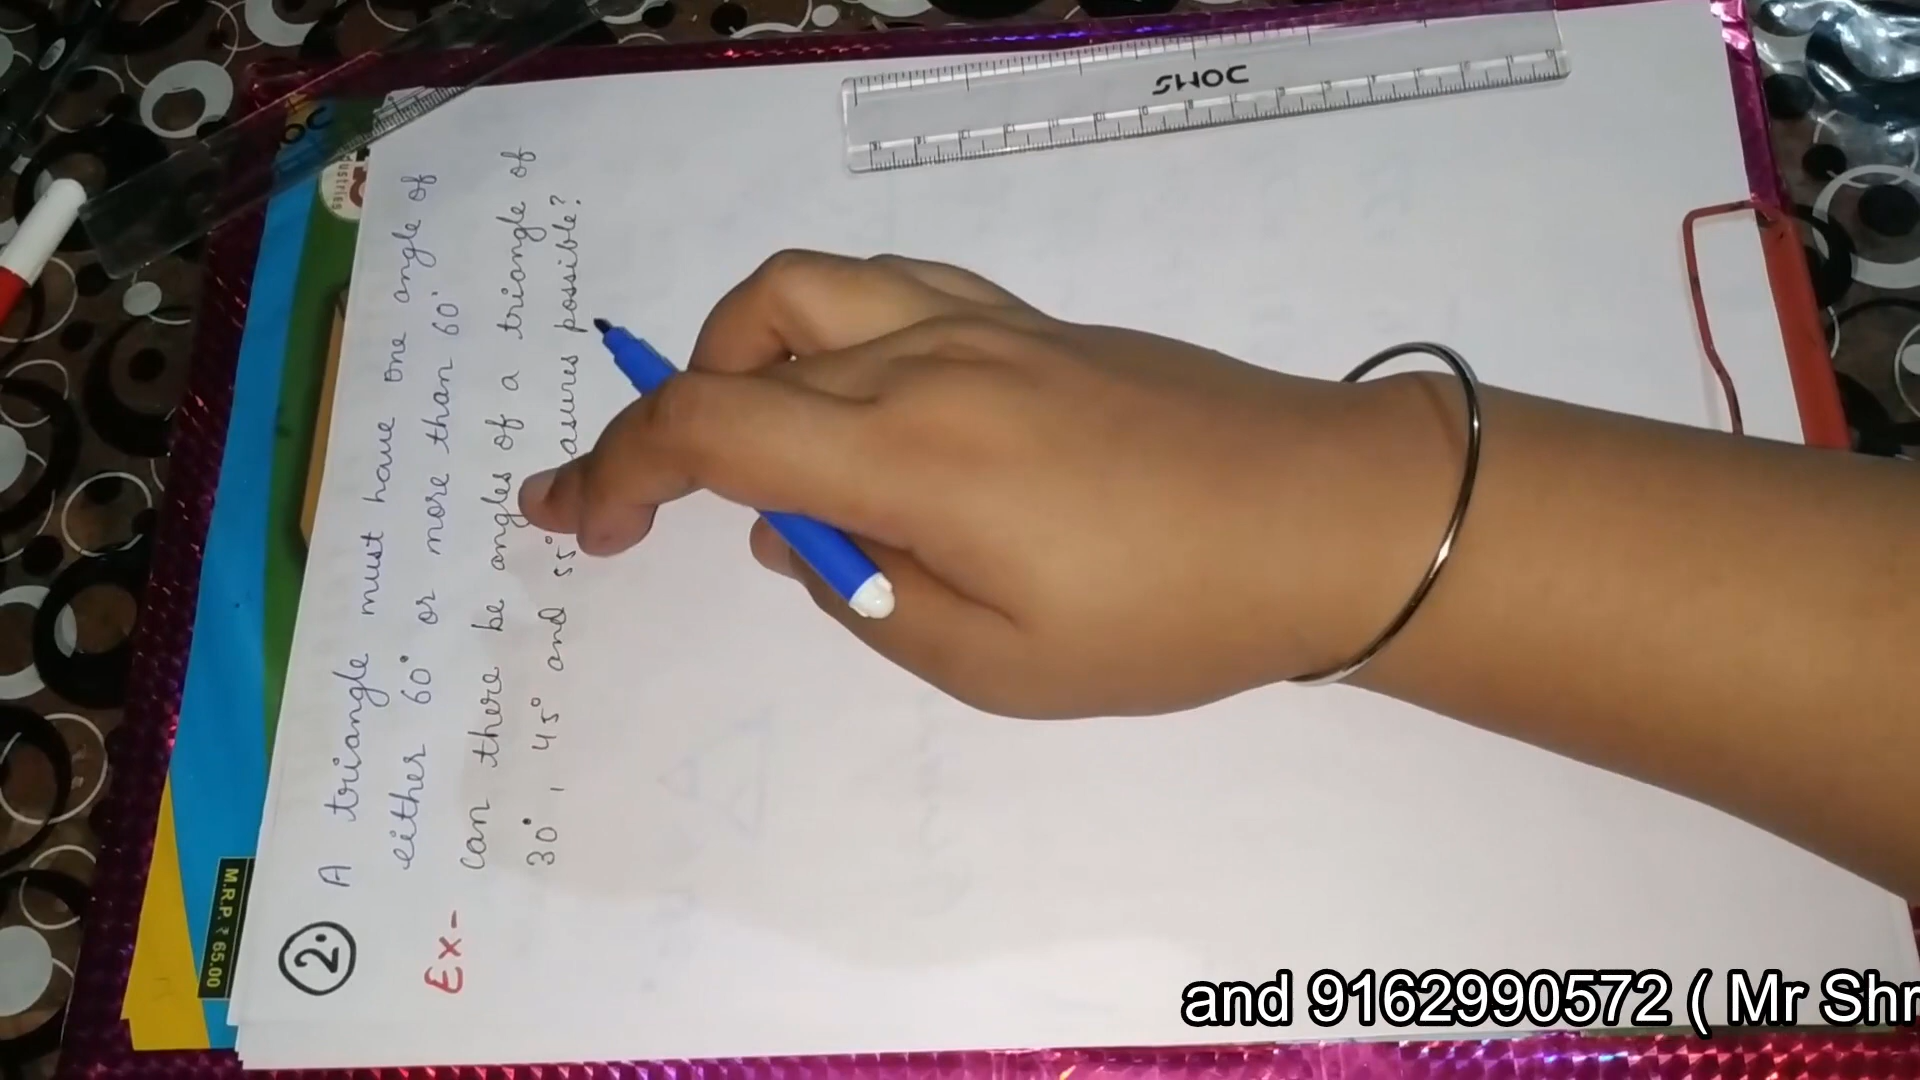 2.
A triangle must have one angle of
either 60° or more than 60°
Ex-
Can there be angles of a triangle of
30°, 45° and 55° possible?
DOMS
M.R.P. ₹ 65.00
and 9162990572 ( Mr Shr